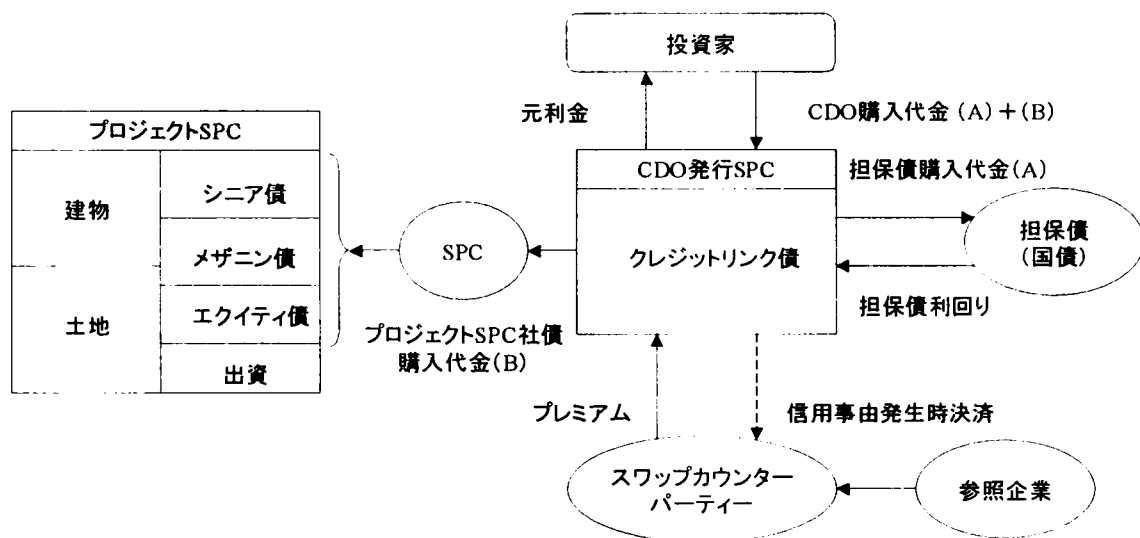 投資家
元利金
CDO購入代金(A)+(B)
プロジェクトSPC
建物
シニア債
メザニン債
土地
エクイティ債
出資
SPC
プロジェクトSPC社債
購入代金(B)
CDO発行SPC
クレジットリンク債
担保債購入代金(A)
担保債
(国債)
担保債利回り
プレミアム
信用事由発生時決済
スワップカウンター
パーティー
参照企業